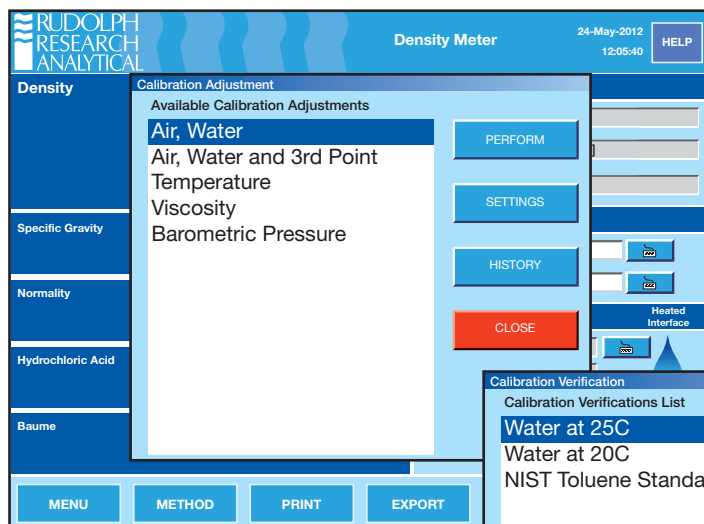 RUDOLPH
RESEARCH
ANALYTICAL
Density Meter
24-May-2012
12:05:40
HELP
Density
Calibration Adjustment
Available Calibration Adjustments
Air, Water
Air, Water and 3rd Point
Temperature
Viscosity
Barometric Pressure
PERFORM
SETTINGS
HISTORY
CLOSE
Specific Gravity
Normality
Hydrochloric Acid
Baume
Heated
Interface
Calibration Verification
Calibration Verifications List
Water at 25C
Water at 20C
NIST Toluene Standa
MENU
METHOD
PRINT
EXPORT